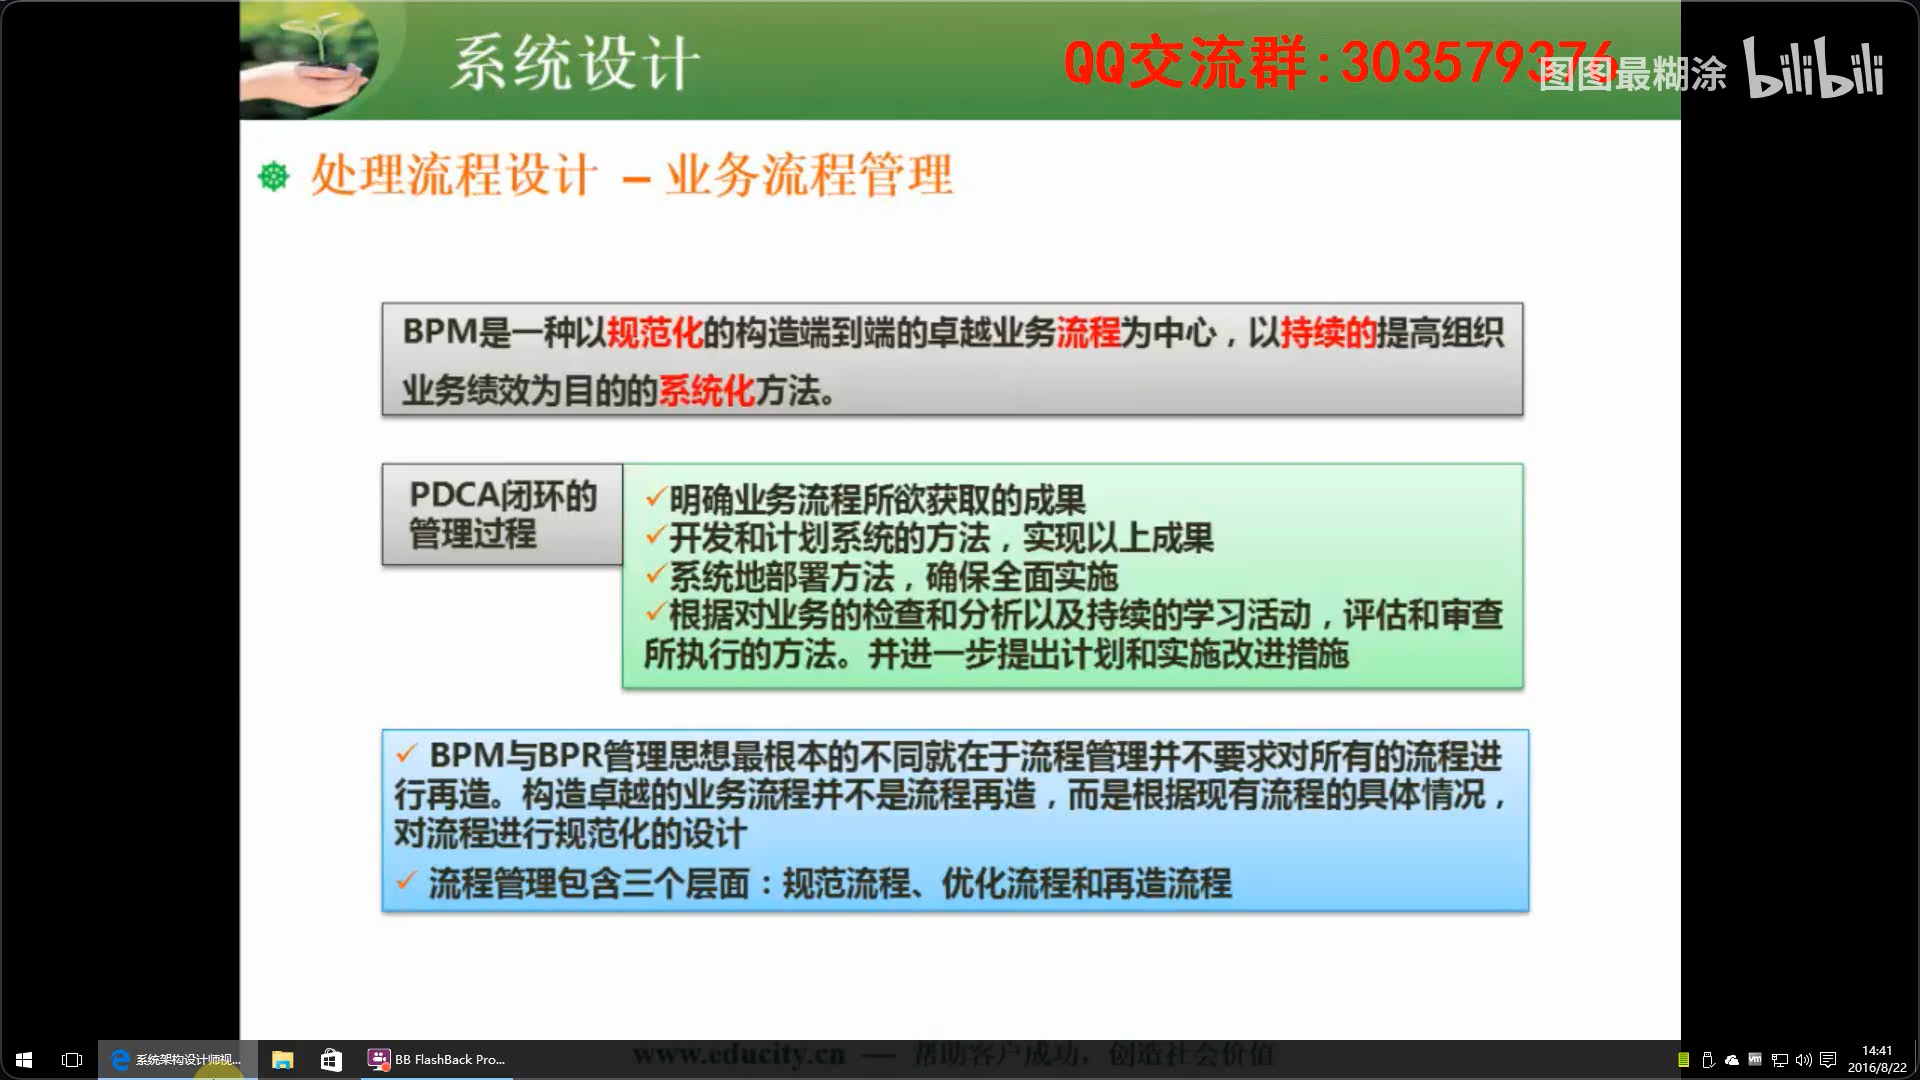 系统设计
QQ交流群:303579376
图图最糊涂 bilibili
处理流程设计 – 业务流程管理
BPM是一种以规范化的构造端到端的卓越业务流程为中心，以持续的提高组织
业务绩效为目的的系统化方法。
PDCA闭环的
管理过程
✓明确业务流程所欲获取的成果
✓开发和计划系统的方法，实现以上成果
✓系统地部署方法，确保全面实施
✓根据对业务的检查和分析以及持续的学习活动，评估和审查
所执行的方法。并进一步提出计划和实施改进措施
✓ BPM与BPR管理思想最根本的不同就在于流程管理并不要求对所有的流程进
行再造。构造卓越的业务流程并不是流程再造，而是根据现有流程的具体情况，
对流程进行规范化的设计
✓ 流程管理包含三个层面：规范流程、优化流程和再造流程
www.educity.cn — 帮助客户成功，创造社会价值
系统架构设计师视...
BB FlashBack Pro...
14:41
2016/8/22